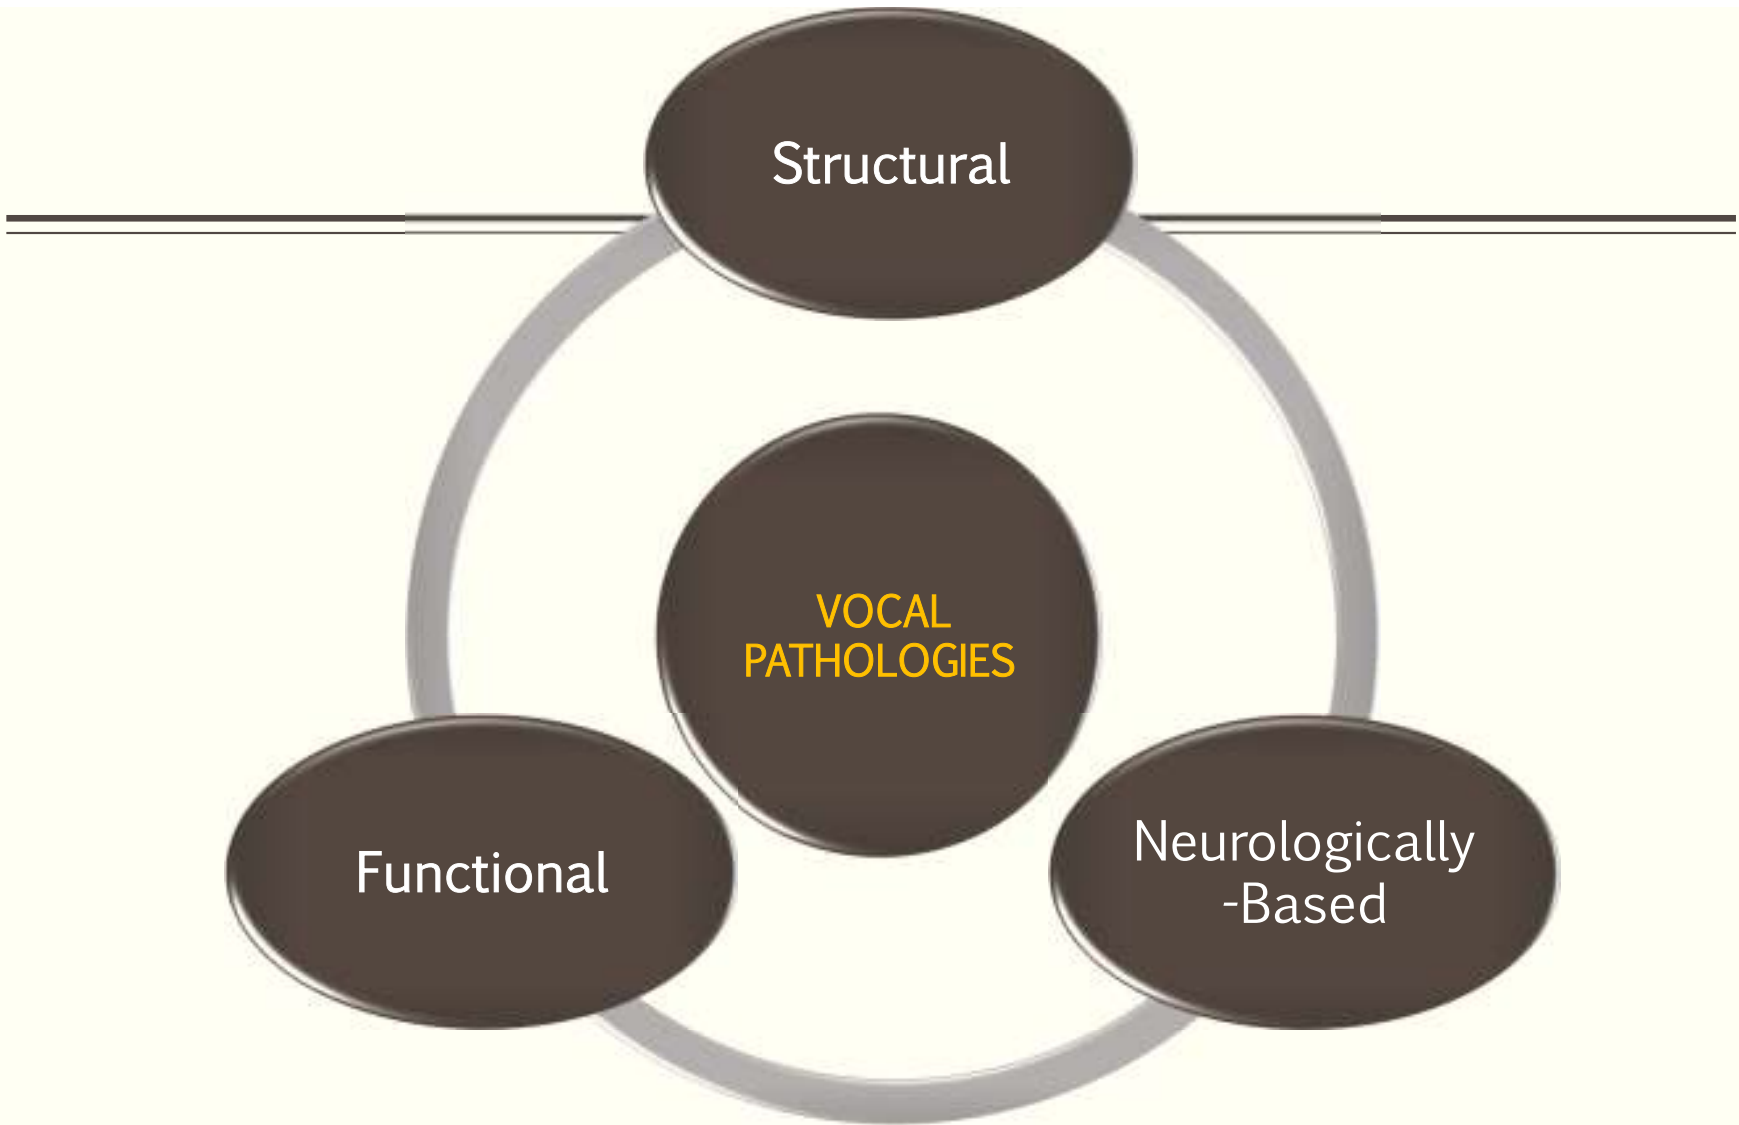 Structural
VOCAL
PATHOLOGIES
Functional
Neurologically
-Based